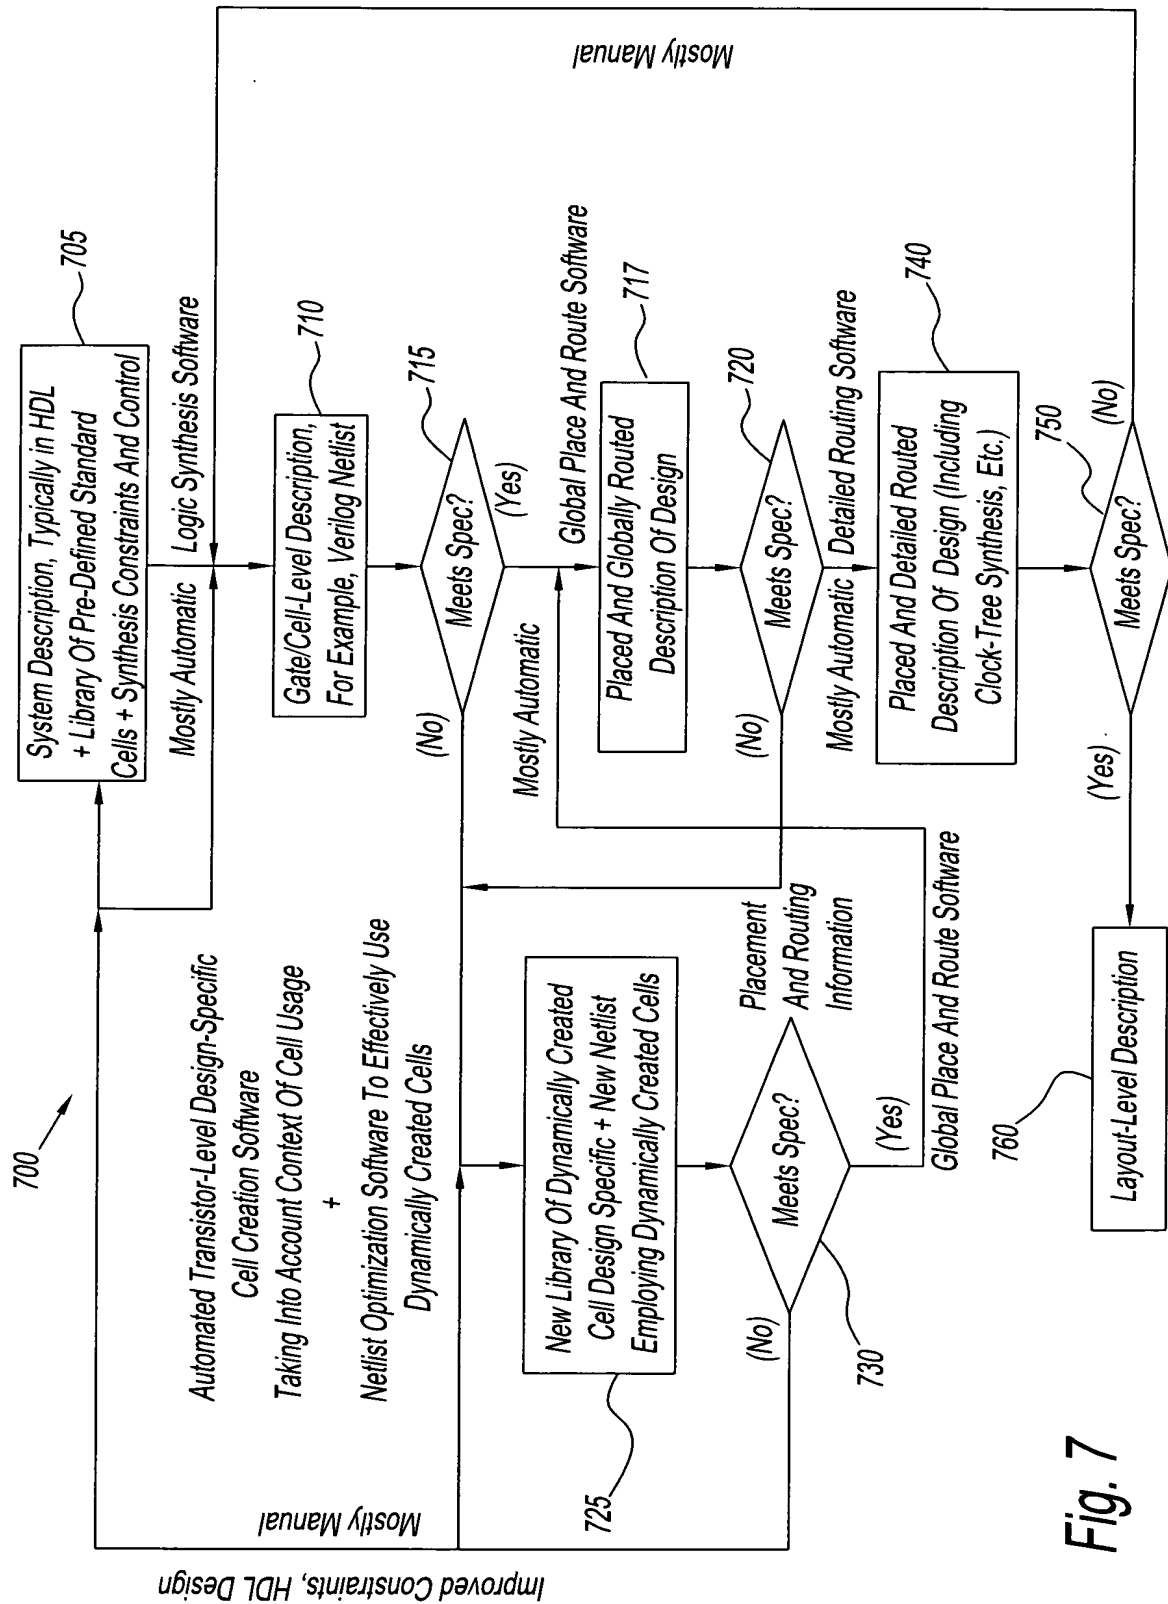 700
System Description, Typically in HDL
+ Library Of Pre-Defined Standard
Cells + Synthesis Constraints And Control
705
Mostly Automatic
Logic Synthesis Software
Gate/Cell-Level Description,
For Example, Verilog Netlist
710
Meets Spec?
715
(No)
(Yes)
Mostly Automatic
Global Place And Route Software
Placed And Globally Routed
Description Of Design
717
Meets Spec?
720
(No)
Mostly Automatic
Detailed Routing Software
Placed And Detailed Routed
Description Of Design (Including
Clock-Tree Synthesis, Etc.)
740
Meets Spec?
750
(Yes)
(No)
Mostly Manual
Layout-Level Description
760
Automated Transistor-Level Design-Specific
Cell Creation Software
Taking Into Account Context Of Cell Usage
+
Netlist Optimization Software To Effectively Use
Dynamically Created Cells
New Library Of Dynamically Created
Cell Design Specific + New Netlist
Employing Dynamically Created Cells
725
Meets Spec?
730
(No)
(Yes)
Placement
And Routing
Information
Global Place And Route Software
Mostly Manual
Improved Constraints, HDL Design
Fig. 7